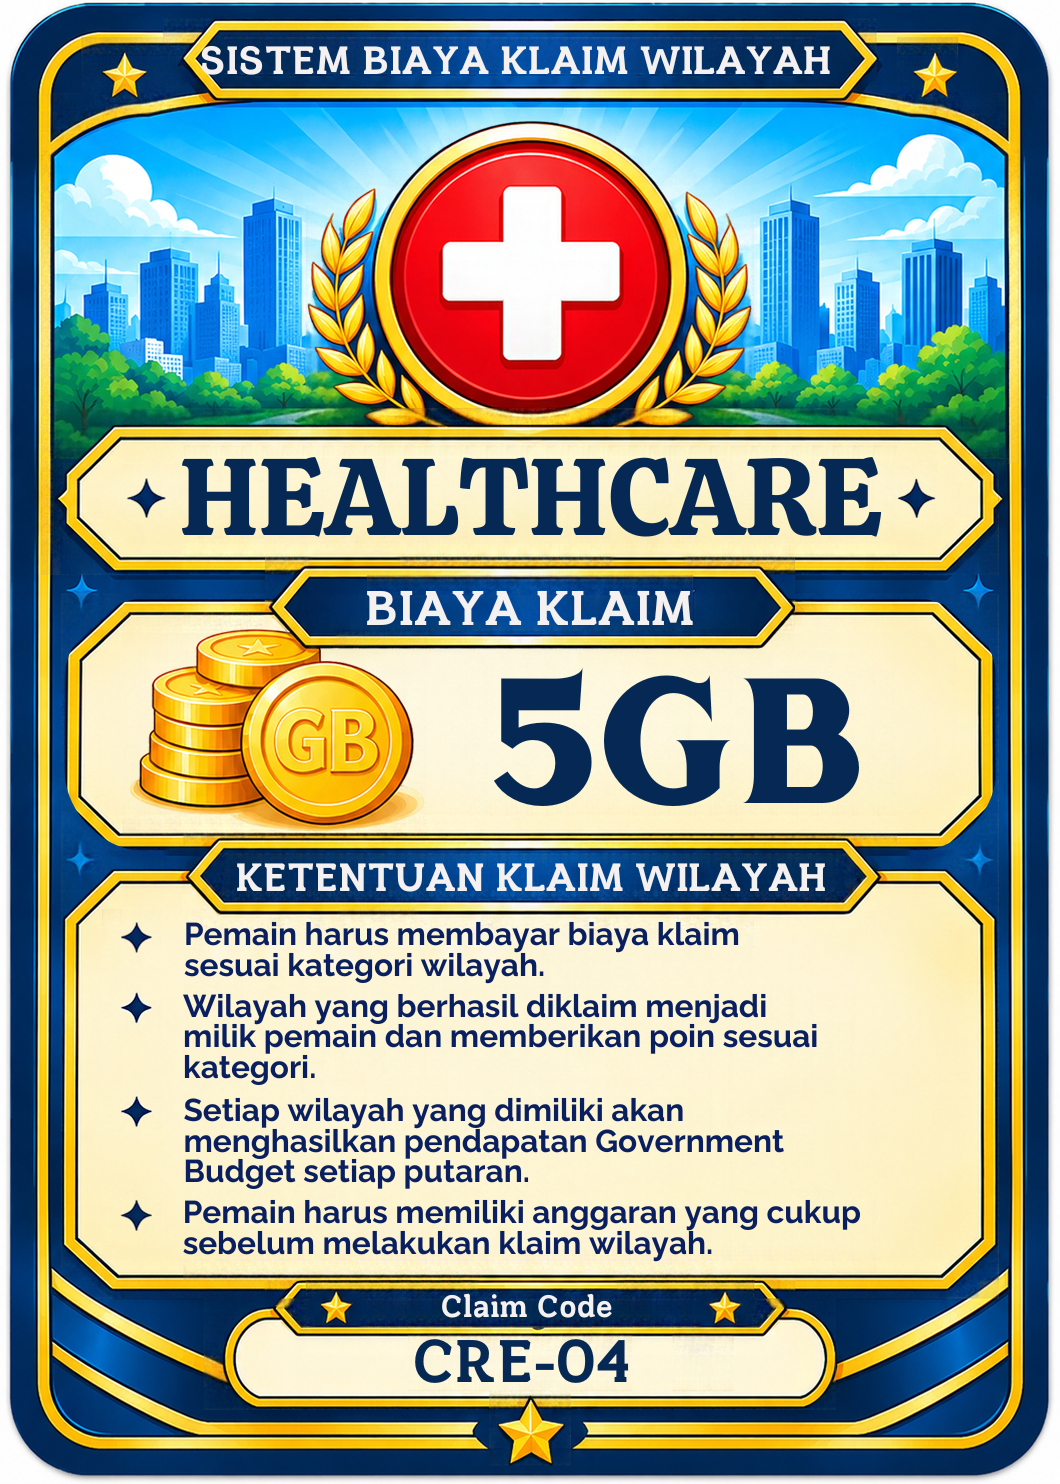 SISTEM BIAYA KLAIM WILAYAH
HEALTHCARE
BIAYA KLAIM
GB
5GB
KETENTUAN KLAIM WILAYAH
Pemain harus membayar biaya klaim
sesuai kategori wilayah.
Wilayah yang berhasil diklaim menjadi
milik pemain dan memberikan poin sesuai
kategori.
Setiap wilayah yang dimiliki akan
menghasilkan pendapatan Government
Budget setiap putaran.
Pemain harus memiliki anggaran yang cukup
sebelum melakukan klaim wilayah.
Claim Code
CRE-04